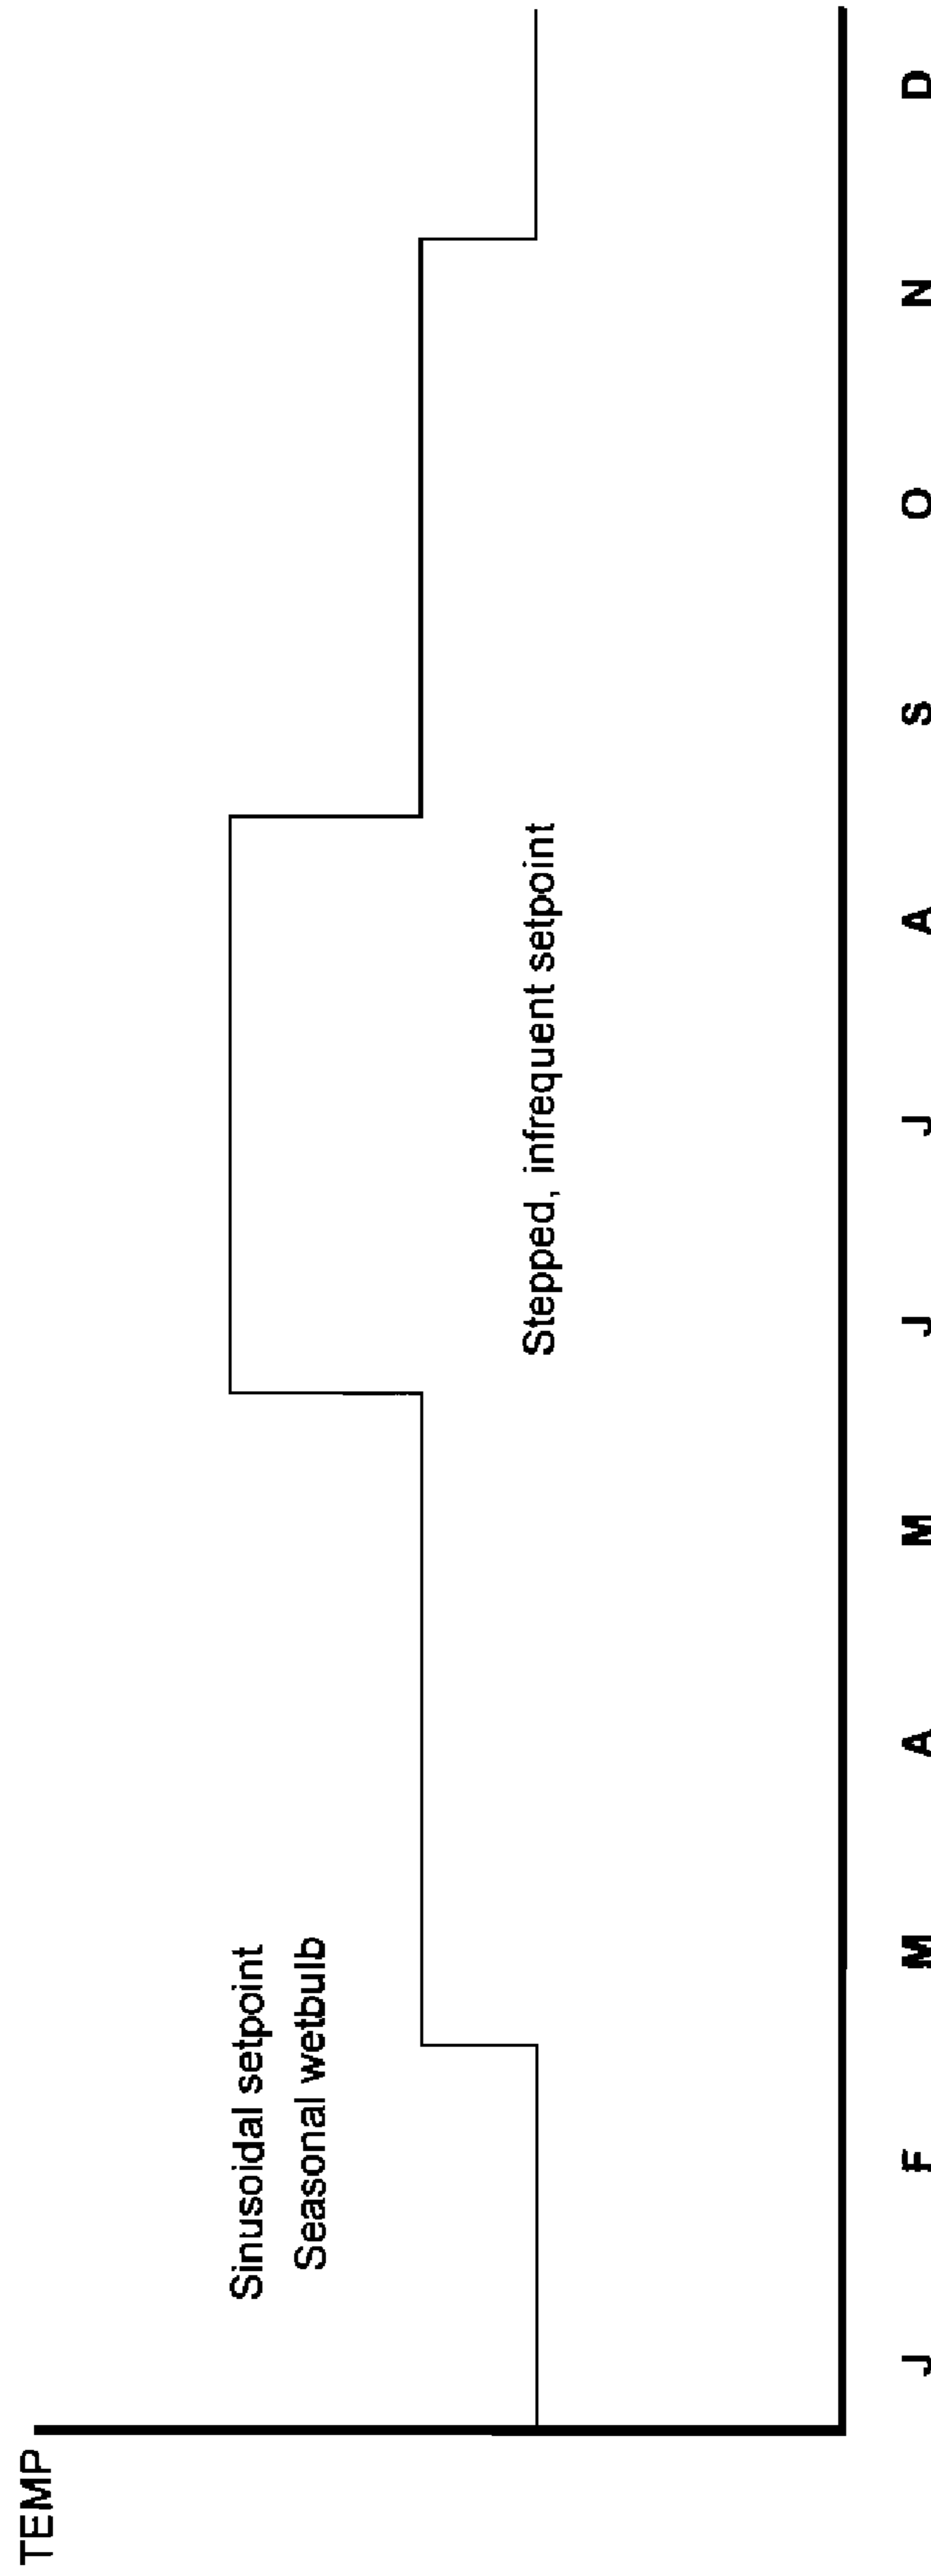 TEMP
Sinusoidal setpoint
Seasonal wetbulb
Stepped, infrequent setpoint
J F M A M J J A S O N D